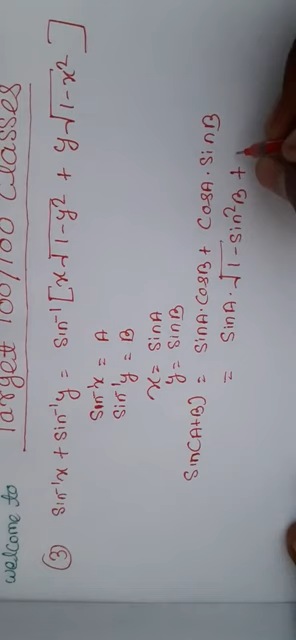 welcome to Target 100/100 classes
③ sin⁻¹x + sin⁻¹y = sin⁻¹[x√1-y² + y√1-x²]
sin⁻¹x = A
sin⁻¹y = B
x = sinA
y = sinB
sin(A+B) = sinA·cosB + cosA·sinB
= sinA·√1-sin²B +